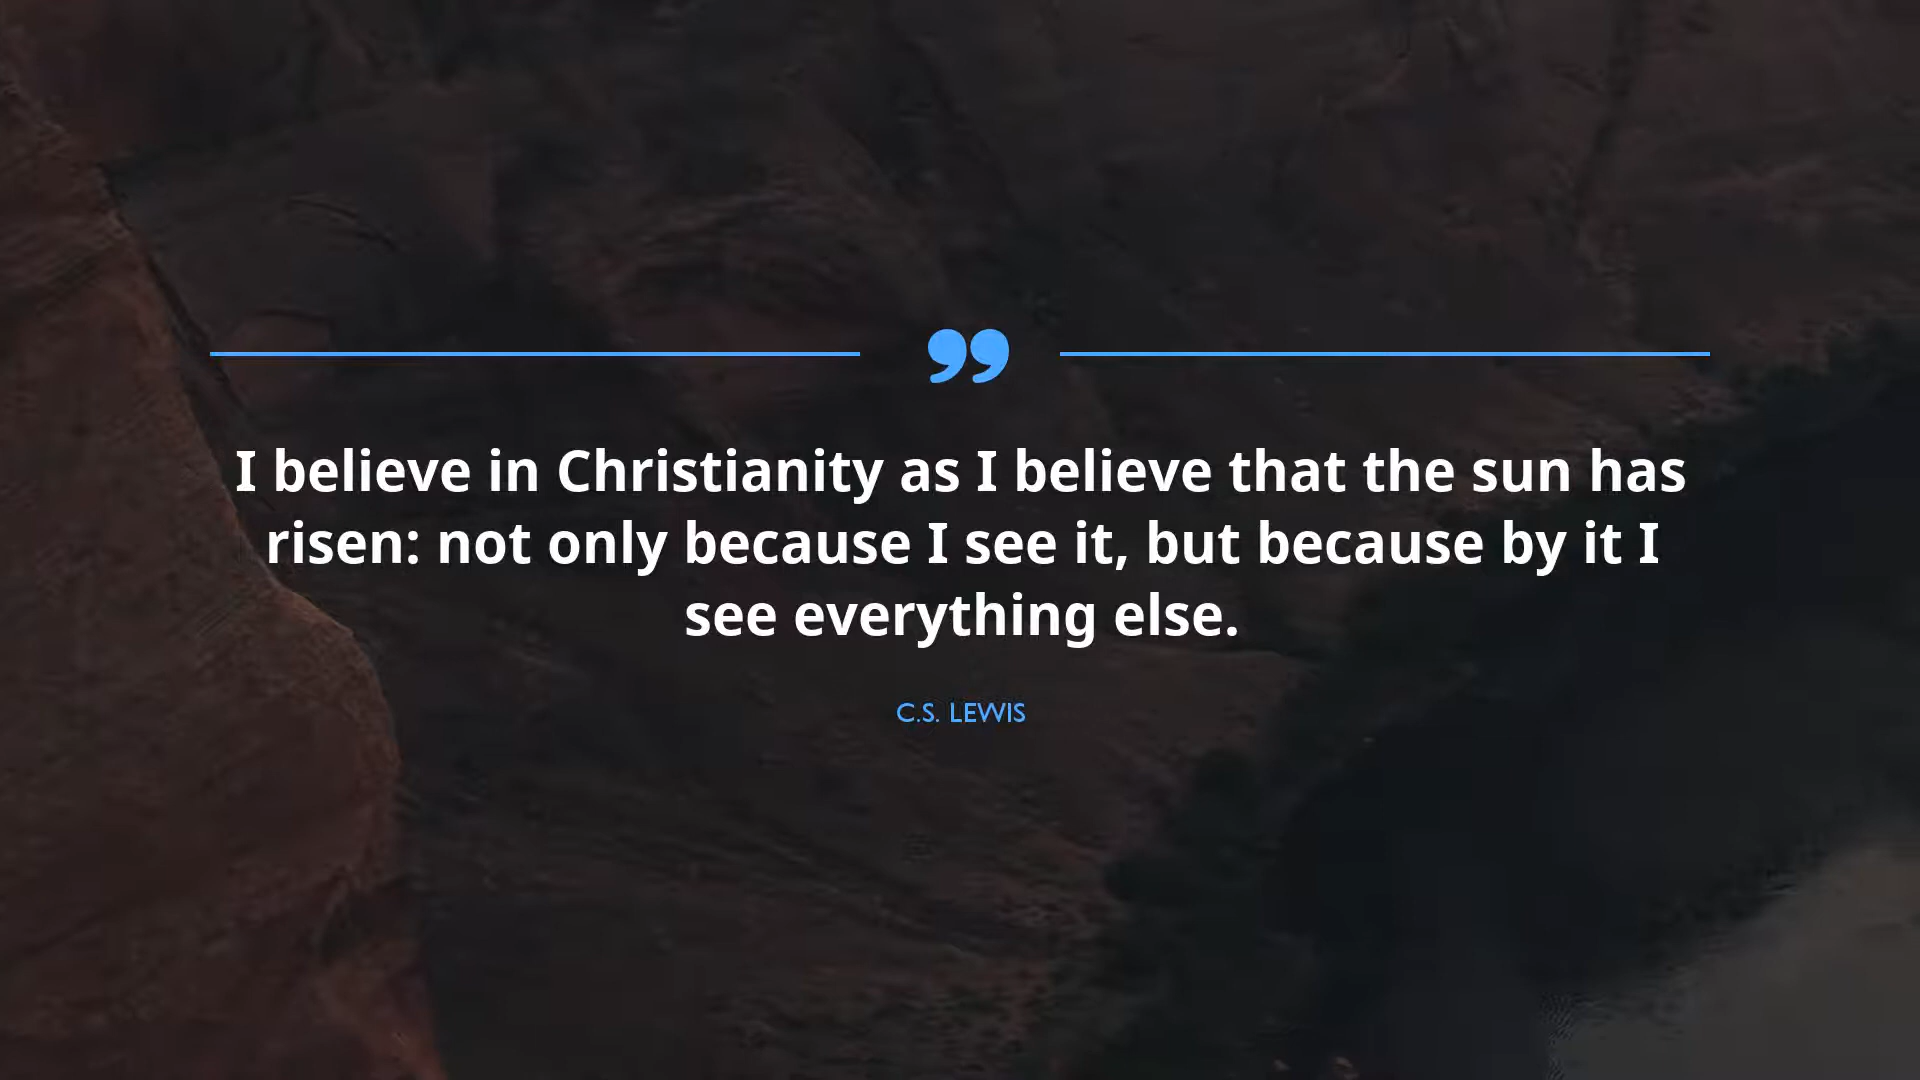 ”
I believe in Christianity as I believe that the sun has
risen: not only because I see it, but because by it I
see everything else.
C.S. LEWIS